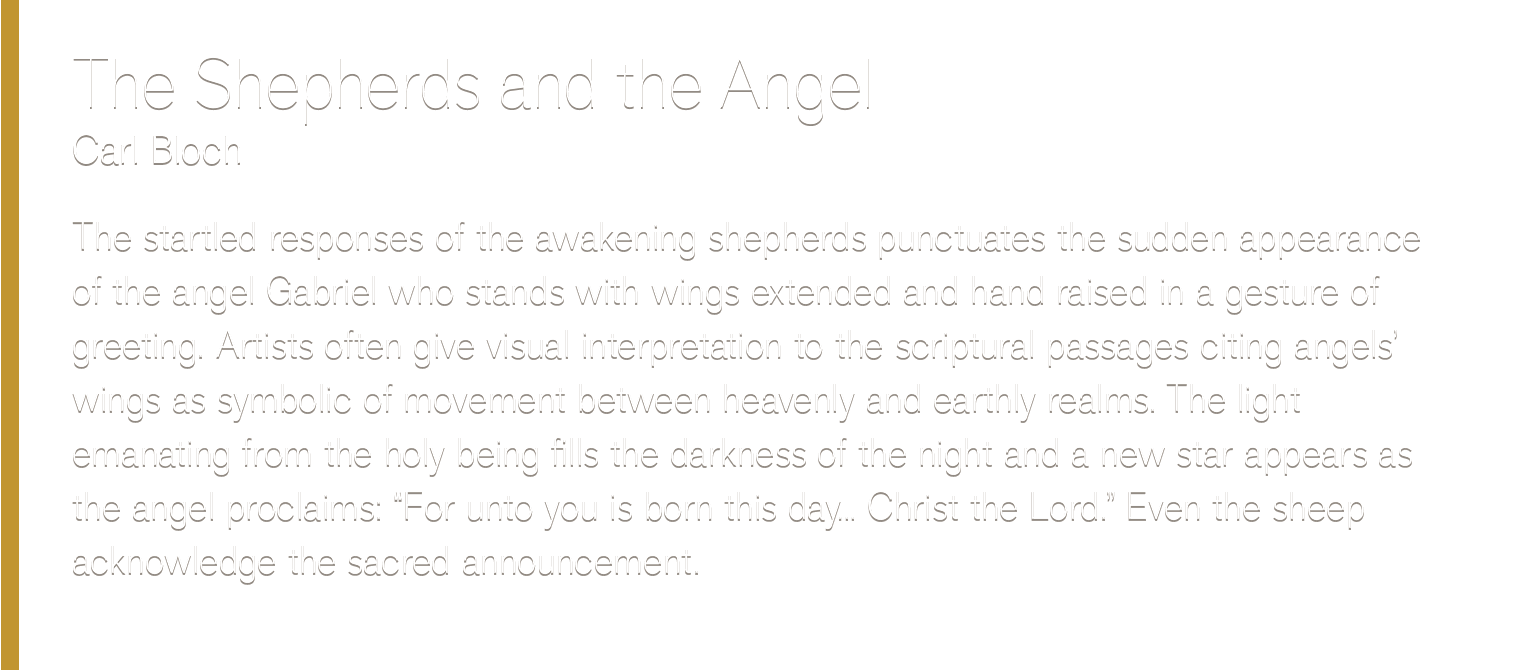 The Shepherds and the Angel
Carl Bloch
The startled responses of the awakening shepherds punctuates the sudden appearance
of the angel Gabriel who stands with wings extended and hand raised in a gesture of
greeting. Artists often give visual interpretation to the scriptural passages citing angels’
wings as symbolic of movement between heavenly and earthly realms. The light
emanating from the holy being fills the darkness of the night and a new star appears as
the angel proclaims: “For unto you is born this day... Christ the Lord.” Even the sheep
acknowledge the sacred announcement.